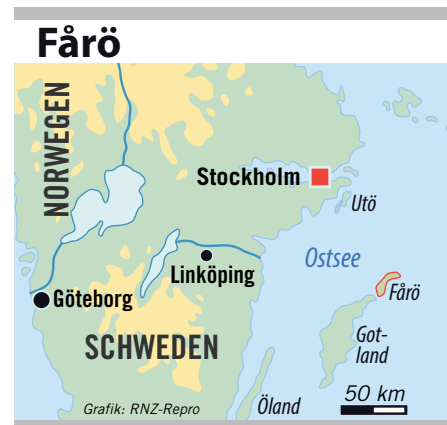 Fårö
NORWEGEN
Stockholm
Utö
Ostsee
Linköping
Fårö
Göteborg
Got-
land
SCHWEDEN
50 km
Öland
Grafik: RNZ-Repro